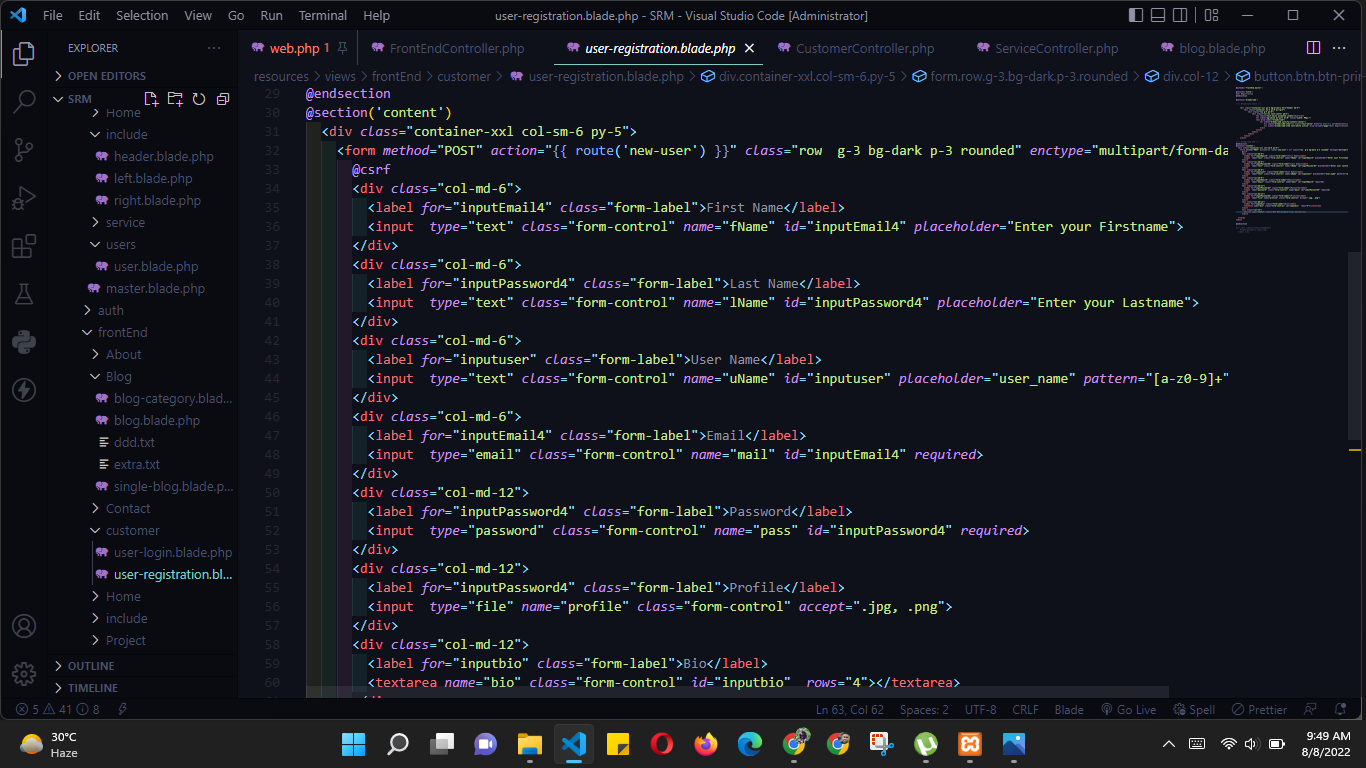 File Edit Selection View Go Run Terminal Help user-registration.blade.php - SRM - Visual Studio Code [Administrator]
EXPLORER
web.php 1 FrontEndController.php user-registration.blade.php CustomerController.php ServiceController.php blog.blade.php
resources > views > frontEnd > customer > user-registration.blade.php > div.container-xxl.col-sm-6.py-5 > form.row.g-3.bg-dark.p-3.rounded > div.col-12 > button.btn.btn-prin
OPEN EDITORS
SRM
Home
include
header.blade.php
left.blade.php
right.blade.php
service
users
user.blade.php
master.blade.php
auth
frontEnd
About
Blog
blog-category.blad...
blog.blade.php
ddd.txt
extra.txt
single-blog.blade.p...
Contact
customer
user-login.blade.php
user-registration.bl...
Home
include
Project
OUTLINE
TIMELINE
29 @endsection
30 @section('content')
31 <div class="container-xxl col-sm-6 py-5">
32 <form method="POST" action="{{ route('new-user') }}" class="row  g-3 bg-dark p-3 rounded" enctype="multipart/form-da
33 @csrf
34 <div class="col-md-6">
35 <label for="inputEmail4" class="form-label">First Name</label>
36 <input  type="text" class="form-control" name="fName" id="inputEmail4" placeholder="Enter your Firstname">
37 </div>
38 <div class="col-md-6">
39 <label for="inputPassword4" class="form-label">Last Name</label>
40 <input  type="text" class="form-control" name="lName" id="inputPassword4" placeholder="Enter your Lastname">
41 </div>
42 <div class="col-md-6">
43 <label for="inputuser" class="form-label">User Name</label>
44 <input  type="text" class="form-control" name="uName" id="inputuser" placeholder="user_name" pattern="[a-z0-9]+"
45 </div>
46 <div class="col-md-6">
47 <label for="inputEmail4" class="form-label">Email</label>
48 <input  type="email" class="form-control" name="mail" id="inputEmail4" required>
49 </div>
50 <div class="col-md-12">
51 <label for="inputPassword4" class="form-label">Password</label>
52 <input  type="password" class="form-control" name="pass" id="inputPassword4" required>
53 </div>
54 <div class="col-md-12">
55 <label for="inputPassword4" class="form-label">Profile</label>
56 <input  type="file" name="profile" class="form-control" accept=".jpg, .png">
57 </div>
58 <div class="col-md-12">
59 <label for="inputbio" class="form-label">Bio</label>
60 <textarea name="bio" class="form-control" id="inputbio"  rows="4"></textarea>
5 41 8 Ln 63, Col 62 Spaces: 2 UTF-8 CRLF Blade Go Live Spell Prettier
30°C
Haze
9:49 AM
8/8/2022